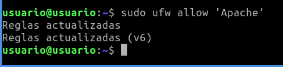 usuario@usuario:~$ sudo ufw allow 'Apache'
Reglas actualizadas
Reglas actualizadas (v6)
usuario@usuario:~$